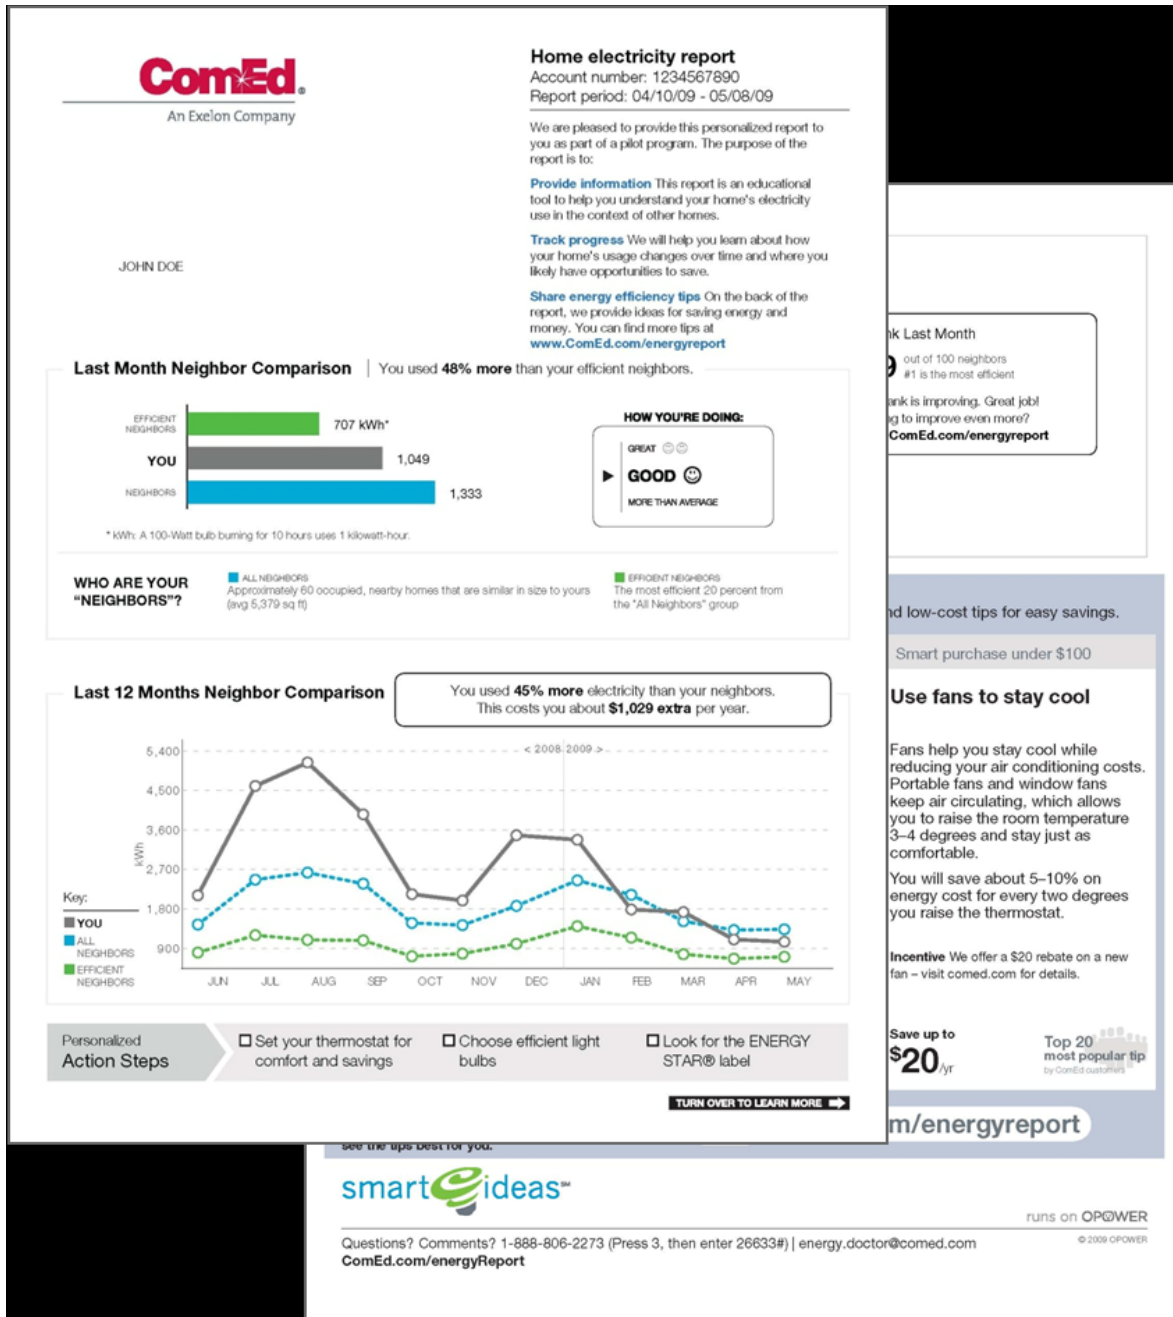 ComEd®
An Exelon Company
Home electricity report
Account number: 1234567890
Report period: 04/10/09 - 05/08/09
We are pleased to provide this personalized report to
you as part of a pilot program. The purpose of the
report is to:
Provide information This report is an educational
tool to help you understand your home's electricity
use in the context of other homes.
Track progress We will help you learn about how
your home's usage changes over time and where you
likely have opportunities to save.
Share energy efficiency tips On the back of the
report, we provide ideas for saving energy and
money. You can find more tips at
www.ComEd.com/energyreport
JOHN DOE
Last Month Neighbor Comparison | You used 48% more than your efficient neighbors.
EFFICIENT
NEIGHBORS
707 kWh*
YOU
1,049
NEIGHBORS
1,333
HOW YOU'RE DOING:
GREAT
GOOD
MORE THAN AVERAGE
* kWh: A 100-Watt bulb burning for 10 hours uses 1 kilowatt-hour.
WHO ARE YOUR
"NEIGHBORS"?
ALL NEIGHBORS
Approximately 60 occupied, nearby homes that are similar in size to yours
(avg 5,379 sq ft)
EFFICIENT NEIGHBORS
The most efficient 20 percent from
the "All Neighbors" group
Last 12 Months Neighbor Comparison
You used 45% more electricity than your neighbors.
This costs you about $1,029 extra per year.
< 2008 2009 >
5,400
4,500
3,600
2,700
1,800
900
kWh
Key:
YOU
ALL
NEIGHBORS
EFFICIENT
NEIGHBORS
JUN JUL AUG SEP OCT NOV DEC JAN FEB MAR APR MAY
Personalized
Action Steps
Set your thermostat for
comfort and savings
Choose efficient light
bulbs
Look for the ENERGY
STAR® label
TURN OVER TO LEARN MORE
nk Last Month
9 out of 100 neighbors
#1 is the most efficient
ank is improving. Great job!
g to improve even more?
ComEd.com/energyreport
nd low-cost tips for easy savings.
Smart purchase under $100
Use fans to stay cool
Fans help you stay cool while
reducing your air conditioning costs.
Portable fans and window fans
keep air circulating, which allows
you to raise the room temperature
3–4 degrees and stay just as
comfortable.
You will save about 5–10% on
energy cost for every two degrees
you raise the thermostat.
Incentive We offer a $20 rebate on a new
fan – visit comed.com for details.
Save up to
$20/yr
Top 20
most popular tip
by ComEd customers
m/energyreport
see the tips best for you.
smart ideas℠
runs on OPOWER
© 2009 OPOWER
Questions? Comments? 1-888-806-2273 (Press 3, then enter 26633#) | energy.doctor@comed.com
ComEd.com/energyReport